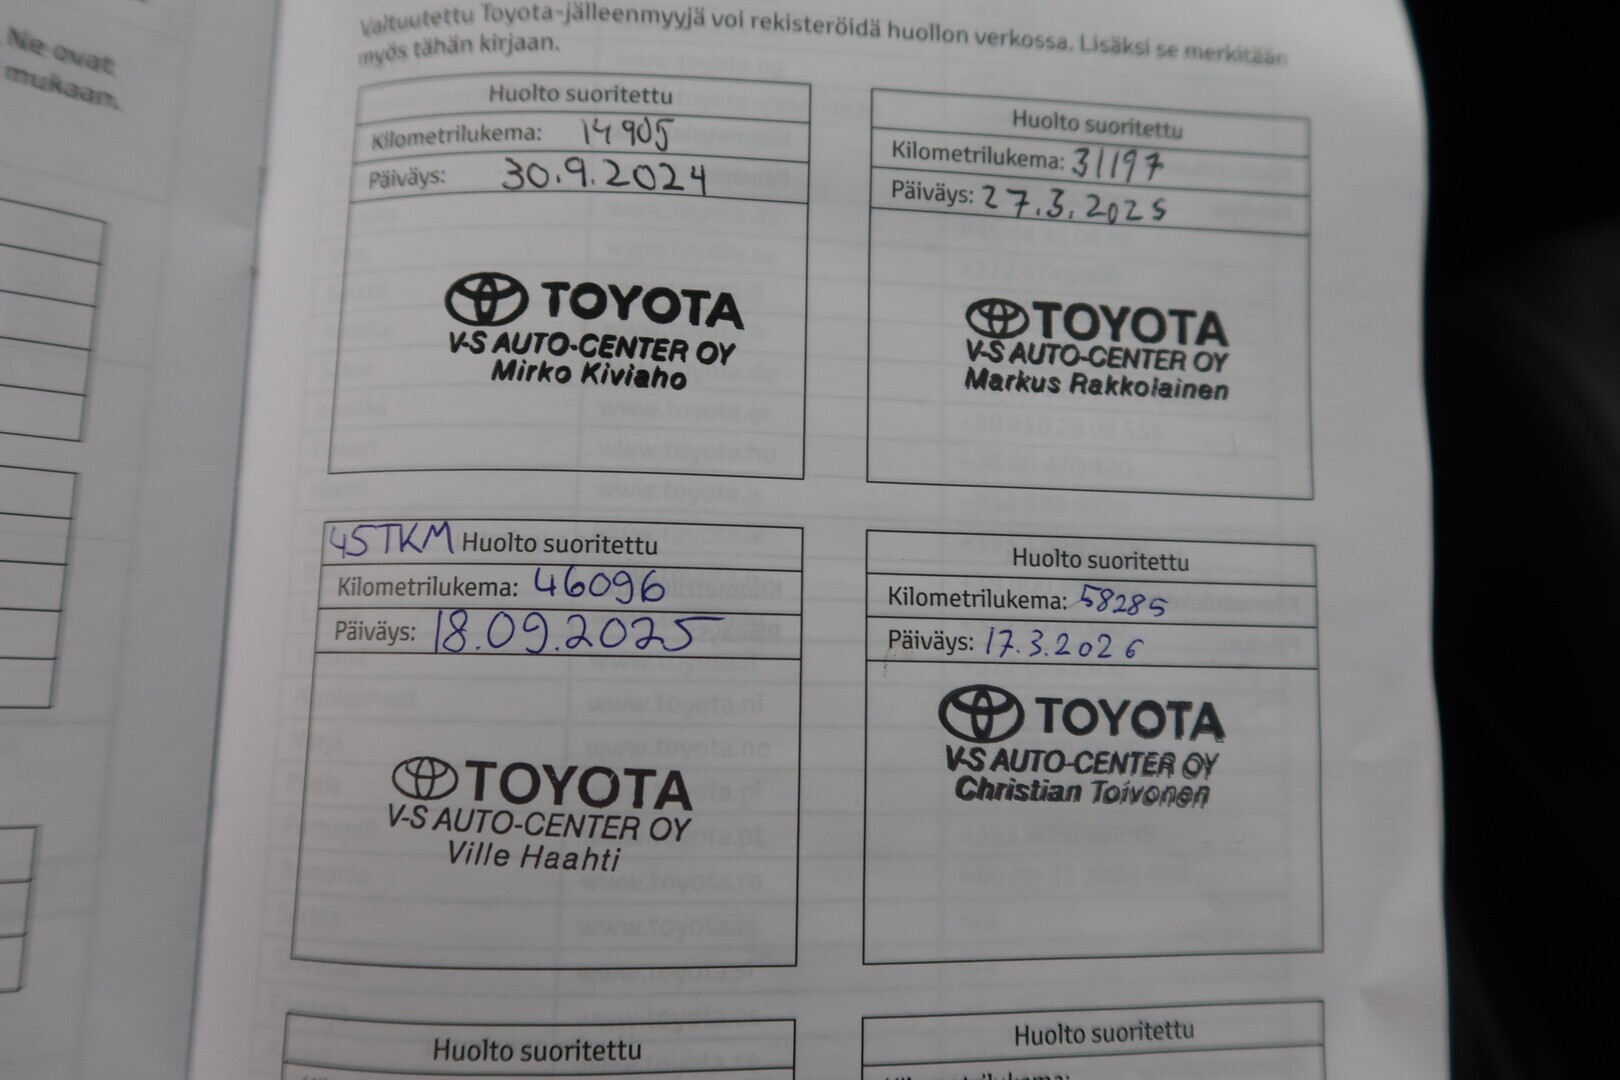 Ne ovat
mukaan.
Valtuutettu Toyota-jälleenmyyjä voi rekisteröidä huollon verkossa. Lisäksi se merkitään
myös tähän kirjaan.
Huolto suoritettu
Kilometrilukema: 14905
Päiväys: 30.9.2024
TOYOTA
V-S AUTO-CENTER OY
Mirko Kiviaho
Huolto suoritettu
Kilometrilukema: 31197
Päiväys: 27.3.2025
TOYOTA
V-S AUTO-CENTER OY
Markus Rakkolainen
45TKM Huolto suoritettu
Kilometrilukema: 46096
Päiväys: 18.09.2025
TOYOTA
V-S AUTO-CENTER OY
Ville Haahti
Huolto suoritettu
Kilometrilukema: 58285
Päiväys: 17.3.2026
TOYOTA
V-S AUTO-CENTER OY
Christian Toivonen
Huolto suoritettu
Huolto suoritettu
Kilometrilukema: